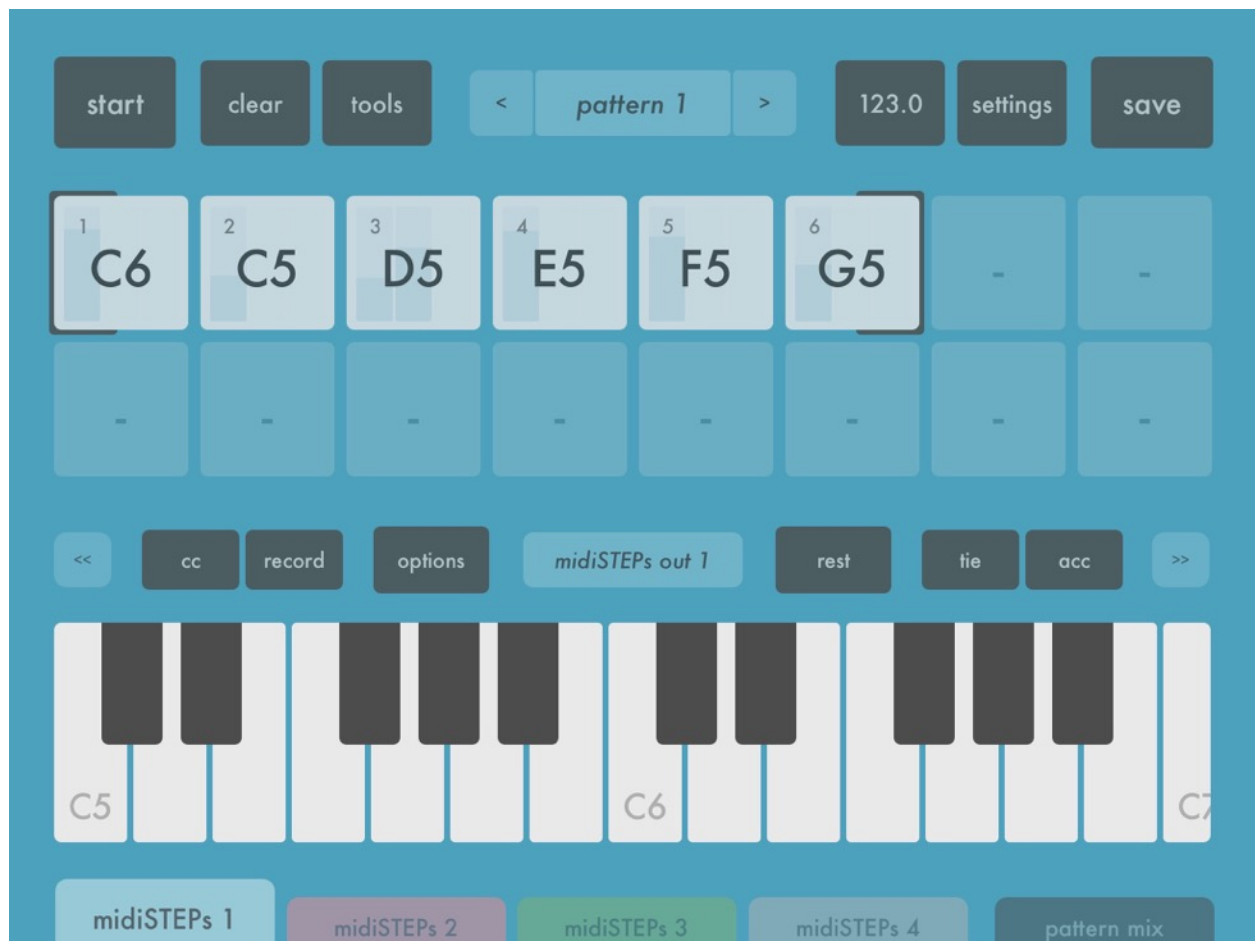 start clear tools < pattern 1 > 123.0 settings save
1 2 3 4 5 6
C6 C5 D5 E5 F5 G5 - -
- - - - - - - -
<< cc record options midiSTEPs out 1 rest tie acc >>
C5 C6 C7
midiSTEPs 1 midiSTEPs 2 midiSTEPs 3 midiSTEPs 4 pattern mix